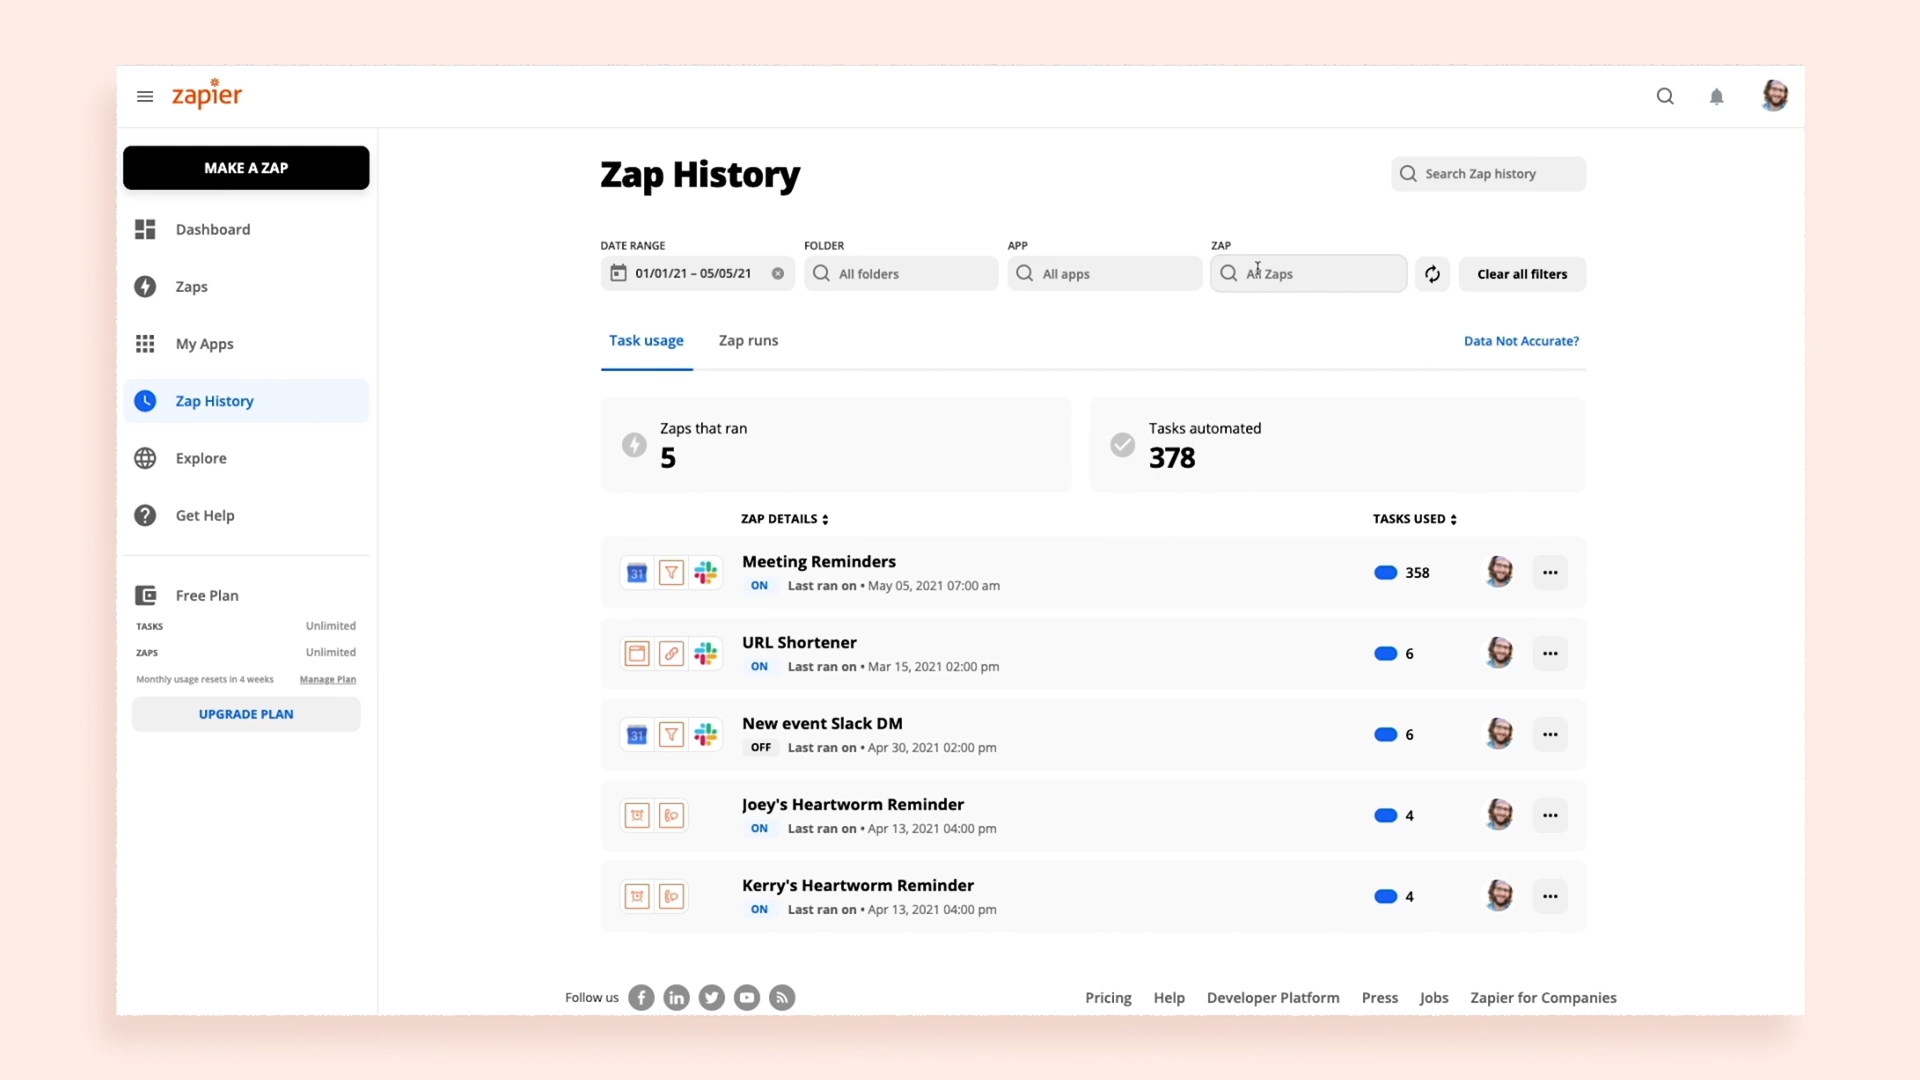 zapier
MAKE A ZAP
Dashboard
Zaps
My Apps
Zap History
Explore
Get Help
Free Plan
TASKS Unlimited
ZAPS Unlimited
Monthly usage resets in 4 weeks Manage Plan
UPGRADE PLAN
Zap History
Search Zap history
DATE RANGE FOLDER APP ZAP
01/01/21 – 05/05/21 All folders All apps All Zaps Clear all filters
Task usage Zap runs Data Not Accurate?
Zaps that ran
5
Tasks automated
378
ZAP DETAILS TASKS USED
31
Meeting Reminders
ON Last ran on • May 05, 2021 07:00 am
358
URL Shortener
ON Last ran on • Mar 15, 2021 02:00 pm
6
31
New event Slack DM
OFF Last ran on • Apr 30, 2021 02:00 pm
6
Joey's Heartworm Reminder
ON Last ran on • Apr 13, 2021 04:00 pm
4
Kerry's Heartworm Reminder
ON Last ran on • Apr 13, 2021 04:00 pm
4
Follow us Pricing Help Developer Platform Press Jobs Zapier for Companies